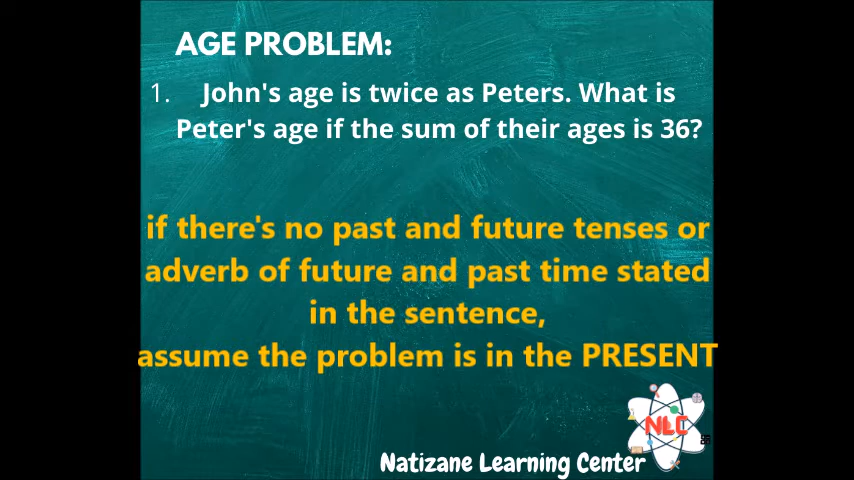 AGE PROBLEM:
1. John's age is twice as Peters. What is
Peter's age if the sum of their ages is 36?
if there's no past and future tenses or
adverb of future and past time stated
in the sentence,
assume the problem is in the PRESENT
NLC
Natizane Learning Center